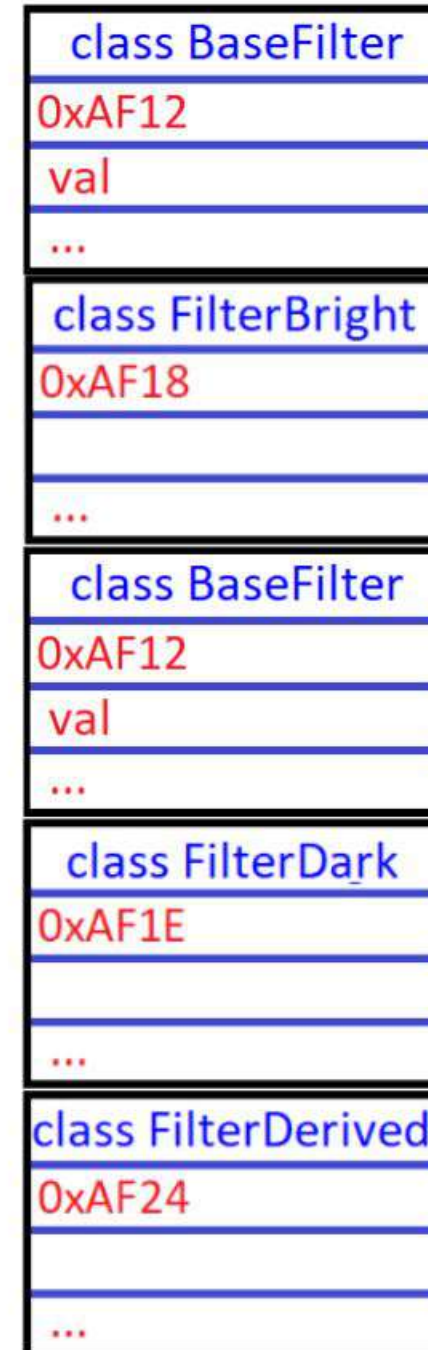 class BaseFilter
0xAF12
val
...
class FilterBright
0xAF18
...
class BaseFilter
0xAF12
val
...
class FilterDark
0xAF1E
...
class FilterDerived
0xAF24
...